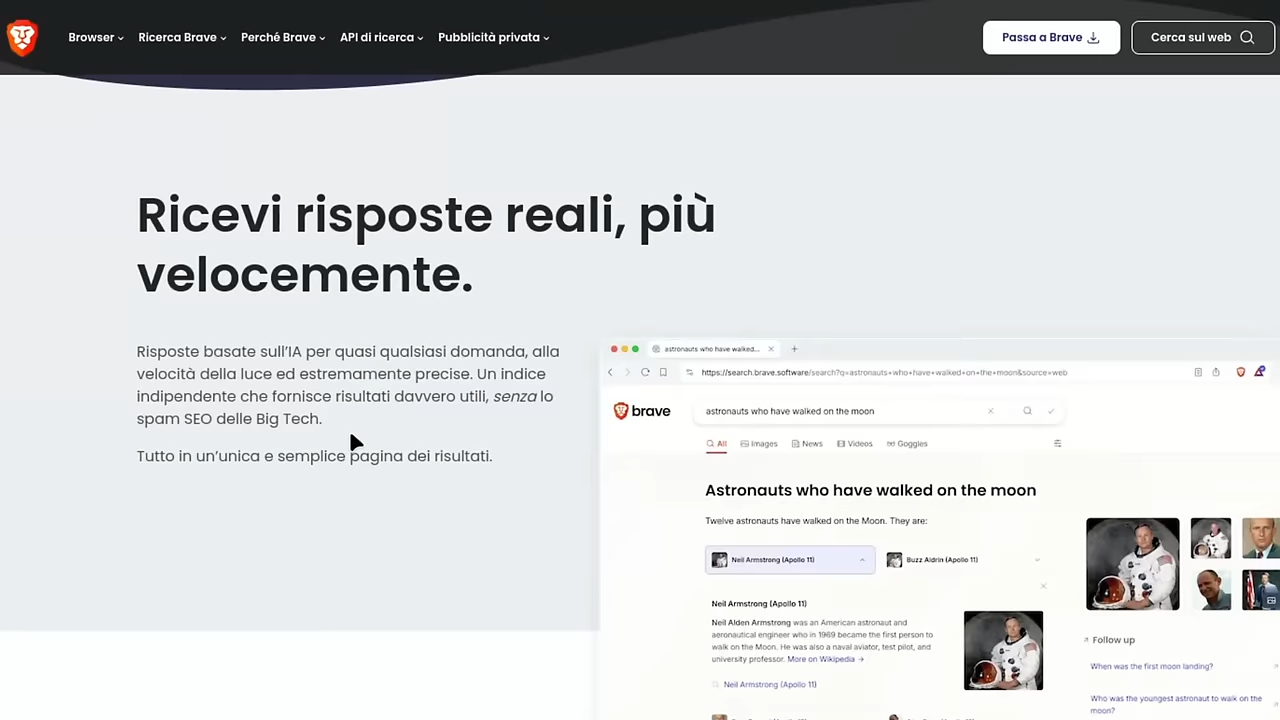 Browser
Ricerca Brave
Perché Brave
API di ricerca
Pubblicità privata
Passa a Brave
Cerca sul web
Ricevi risposte reali, più
velocemente.
Risposte basate sull'IA per quasi qualsiasi domanda, alla
velocità della luce ed estremamente precise. Un indice
indipendente che fornisce risultati davvero utili, senza lo
spam SEO delle Big Tech.
Tutto in un'unica e semplice pagina dei risultati.
astronauts who have walked...
https://search.brave.software/search?q=astronauts+who+have+walked+on+the+moon&source=web
brave
astronauts who have walked on the moon
All
Images
News
Videos
Goggles
Astronauts who have walked on the moon
Twelve astronauts have walked on the Moon. They are:
Neil Armstrong (Apollo 11)
Buzz Aldrin (Apollo 11)
Neil Armstrong (Apollo 11)
Neil Alden Armstrong was an American astronaut and
aeronautical engineer who in 1969 became the first person to
walk on the Moon. He was also a naval aviator, test pilot, and
university professor. More on Wikipedia →
Neil Armstrong (Apollo 11)
Follow up
When was the first moon landing?
Who was the youngest astronaut to walk on the
moon?